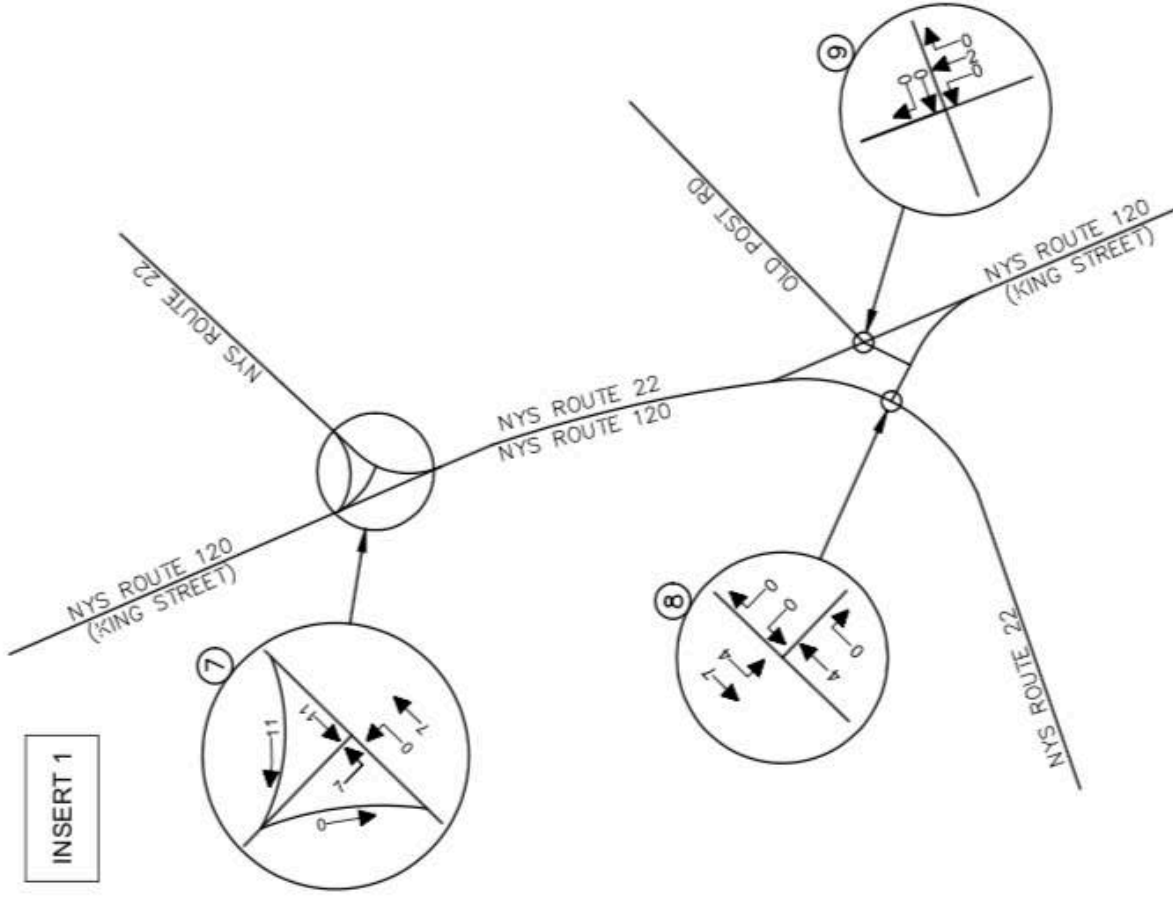 INSERT 1
NYS ROUTE 120
(KING STREET)
NYS ROUTE 22
7
11
11
0
7
7
0
NYS ROUTE 22
NYS ROUTE 120
OLD POST RD
9
0
0
0
2
0
NYS ROUTE 120
(KING STREET)
8
7
4
0
0
4
0
NYS ROUTE 22